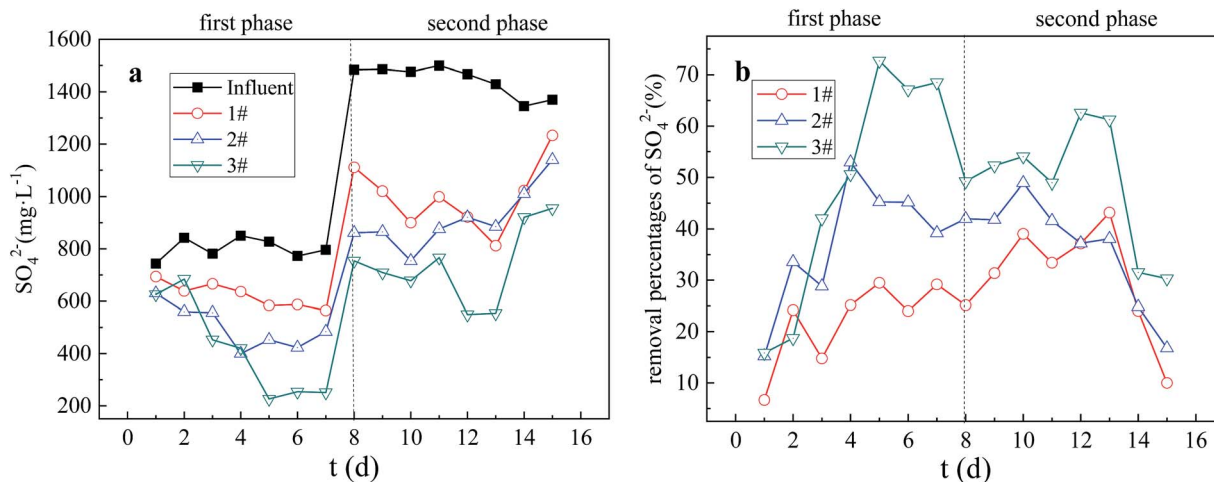 first phase
second phase
a
Influent
1#
2#
3#
SO₄²⁻(mg·L⁻¹)
1600
1400
1200
1000
800
600
400
200
0 2 4 6 8 10 12 14 16
t (d)
first phase
second phase
b
1#
2#
3#
removal percentages of SO₄²⁻(%)
70
60
50
40
30
20
10
0 2 4 6 8 10 12 14 16
t (d)